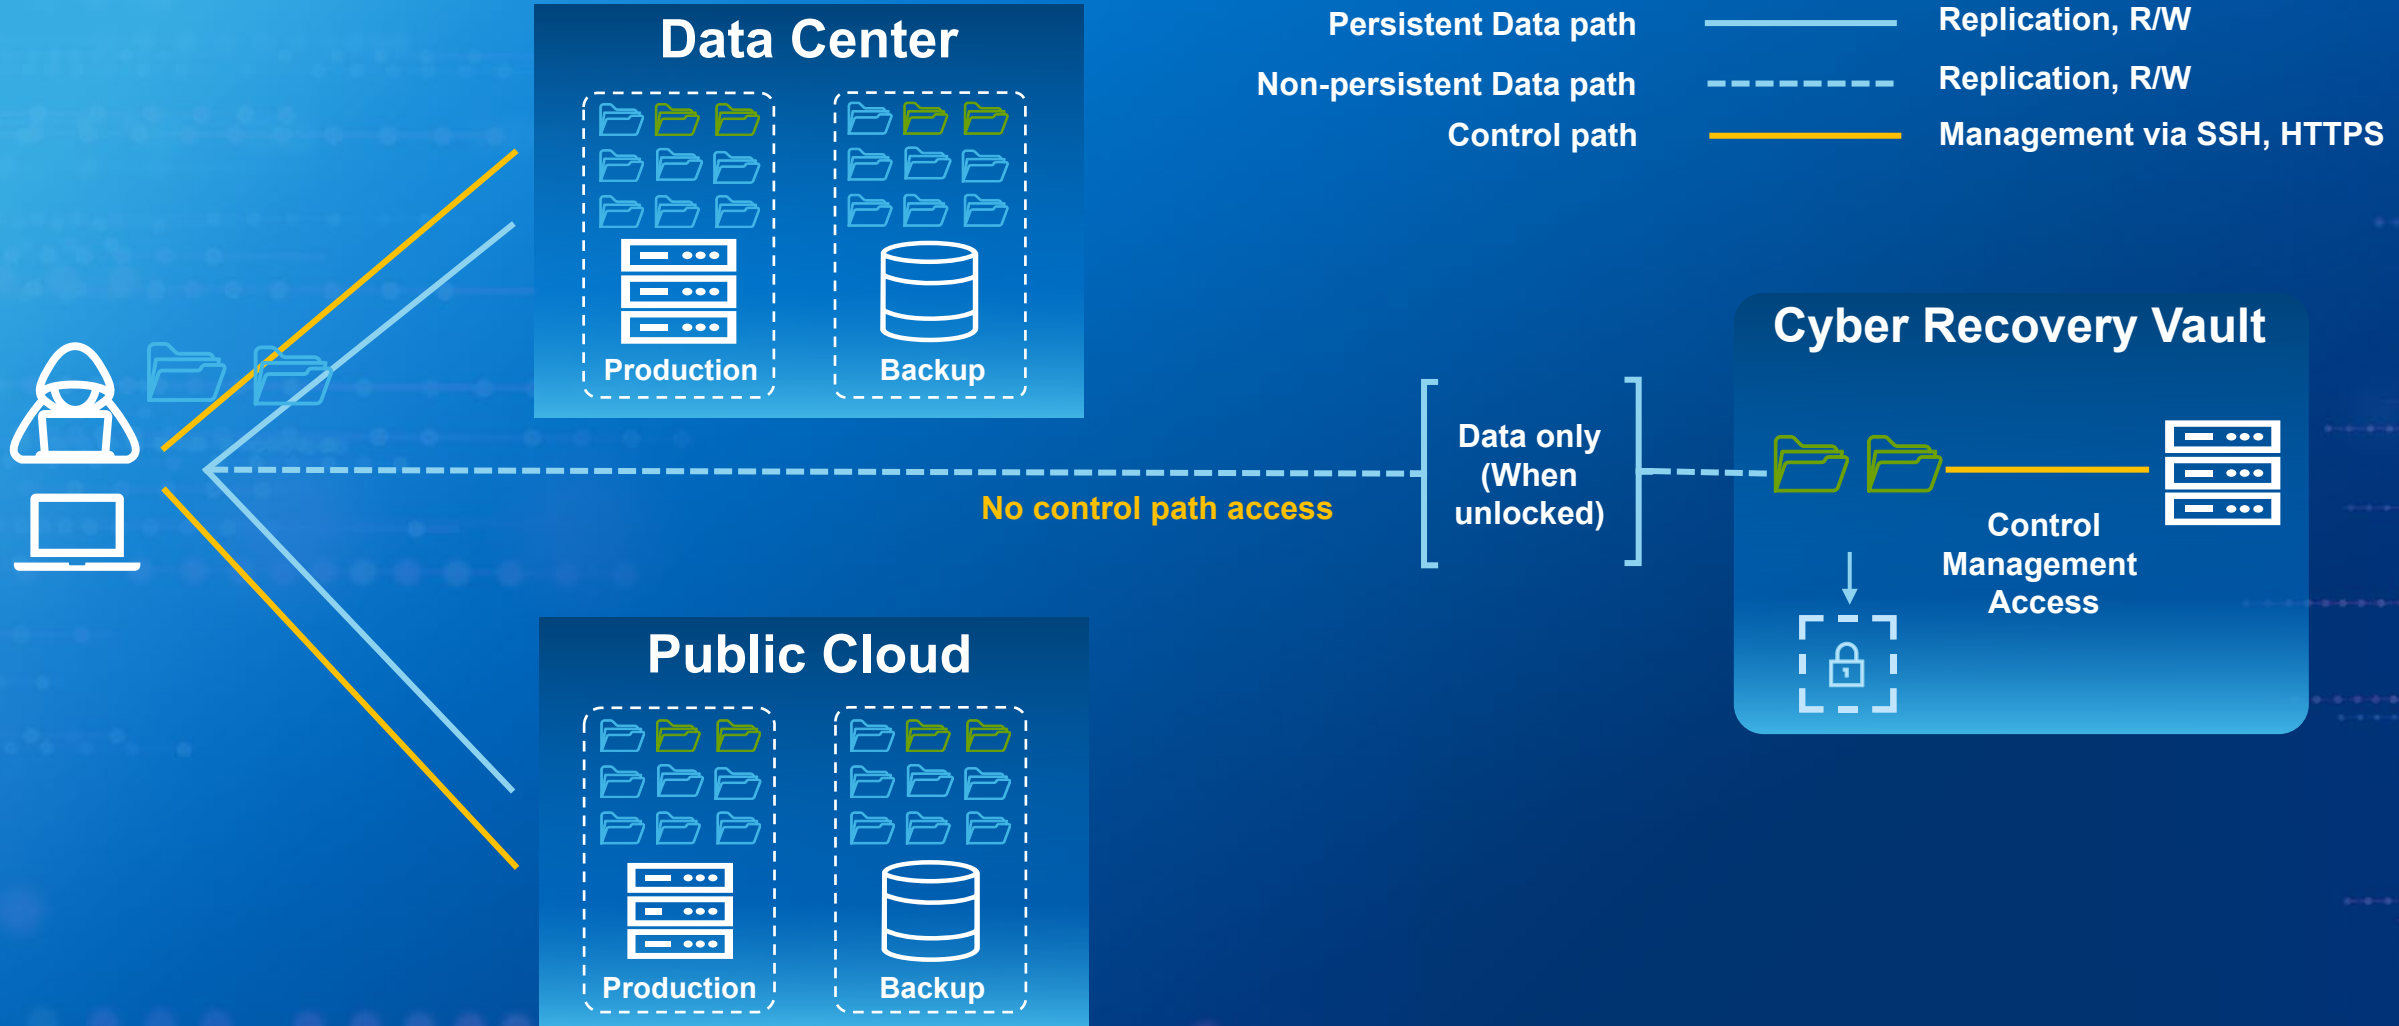 Data Center
Production
Backup
Persistent Data path
Replication, R/W
Non-persistent Data path
Replication, R/W
Control path
Management via SSH, HTTPS
No control path access
Data only
(When
unlocked)
Cyber Recovery Vault
Control
Management
Access
Public Cloud
Production
Backup